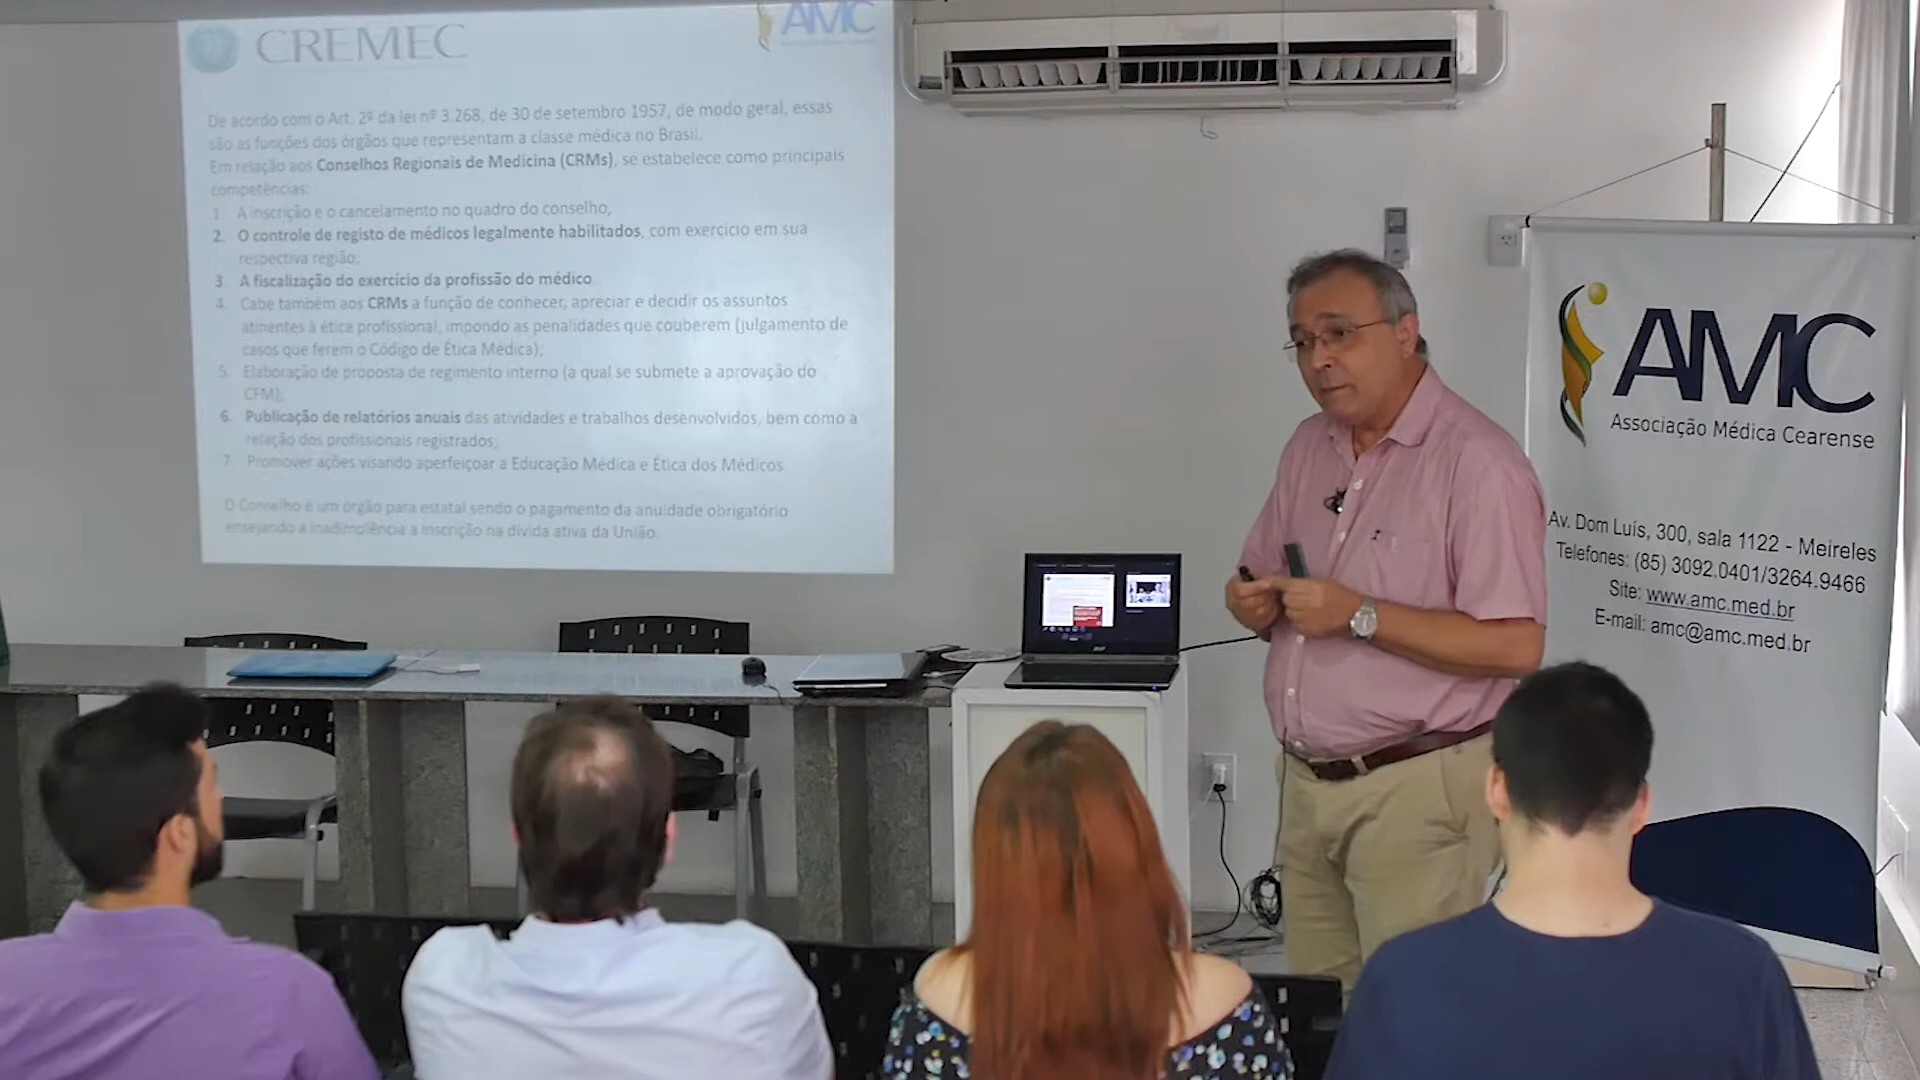 CREMEC
AMC
De acordo com o Art. 2º da lei nº 3.268, de 30 de setembro 1957, de modo geral, essas
são as funções dos órgãos que representam a classe médica no Brasil.
Em relação aos Conselhos Regionais de Medicina (CRMs), se estabelece como principais
competências:
1. A inscrição e o cancelamento no quadro do conselho,
2. O controle de registo de médicos legalmente habilitados, com exercício em sua
respectiva região;
3. A fiscalização do exercício da profissão do médico
4. Cabe também aos CRMs a função de conhecer, apreciar e decidir os assuntos
atinentes à ética profissional, impondo as penalidades que couberem (julgamento de
casos que ferem o Código de Ética Médica);
5. Elaboração de proposta de regimento interno (a qual se submete a aprovação do
CFM);
6. Publicação de relatórios anuais das atividades e trabalhos desenvolvidos, bem como a
relação dos profissionais registrados;
7. Promover ações visando aperfeiçoar a Educação Médica e Ética dos Médicos
O Conselho é um órgão para estatal sendo o pagamento da anuidade obrigatório
ensejando a inadimplência a inscrição na dívida ativa da União
AMC
Associação Médica Cearense
Av. Dom Luís, 300, sala 1122 - Meireles
Telefones: (85) 3092.0401/3264.9466
Site: www.amc.med.br
E-mail: amc@amc.med.br
acer